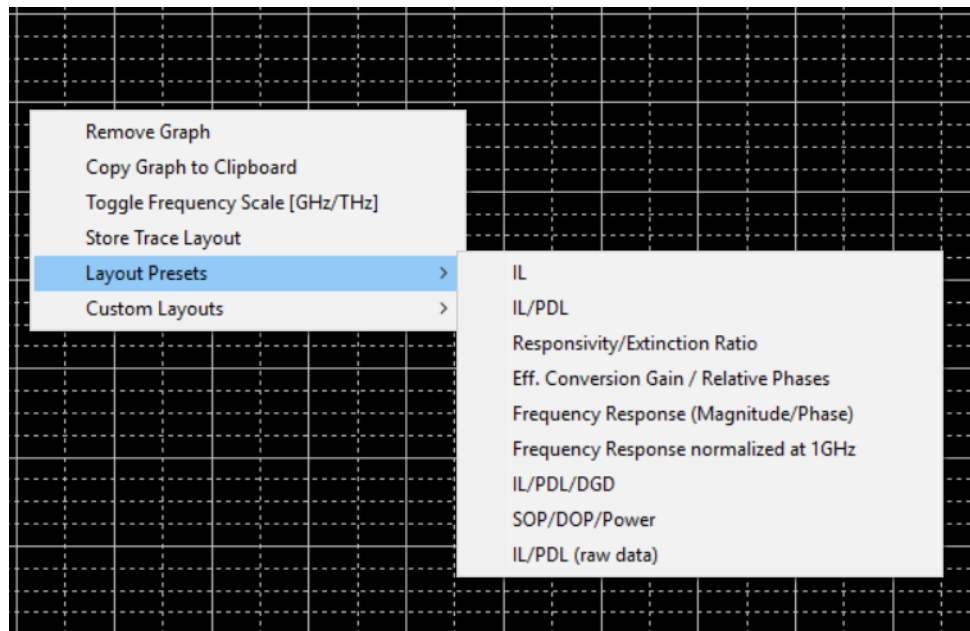 Remove Graph
Copy Graph to Clipboard
Toggle Frequency Scale [GHz/THz]
Store Trace Layout
Layout Presets >
Custom Layouts >
IL
IL/PDL
Responsivity/Extinction Ratio
Eff. Conversion Gain / Relative Phases
Frequency Response (Magnitude/Phase)
Frequency Response normalized at 1GHz
IL/PDL/DGD
SOP/DOP/Power
IL/PDL (raw data)